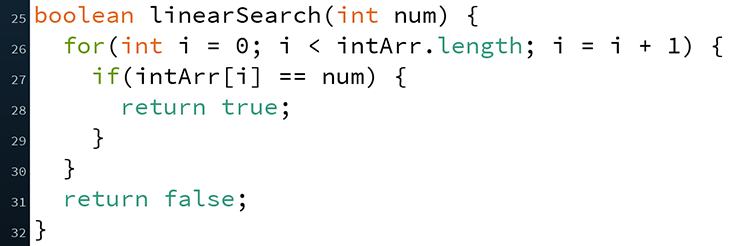 25 boolean linearSearch(int num) {
26   for(int i = 0; i < intArr.length; i = i + 1) {
27     if(intArr[i] == num) {
28       return true;
29     }
30   }
31   return false;
32 }